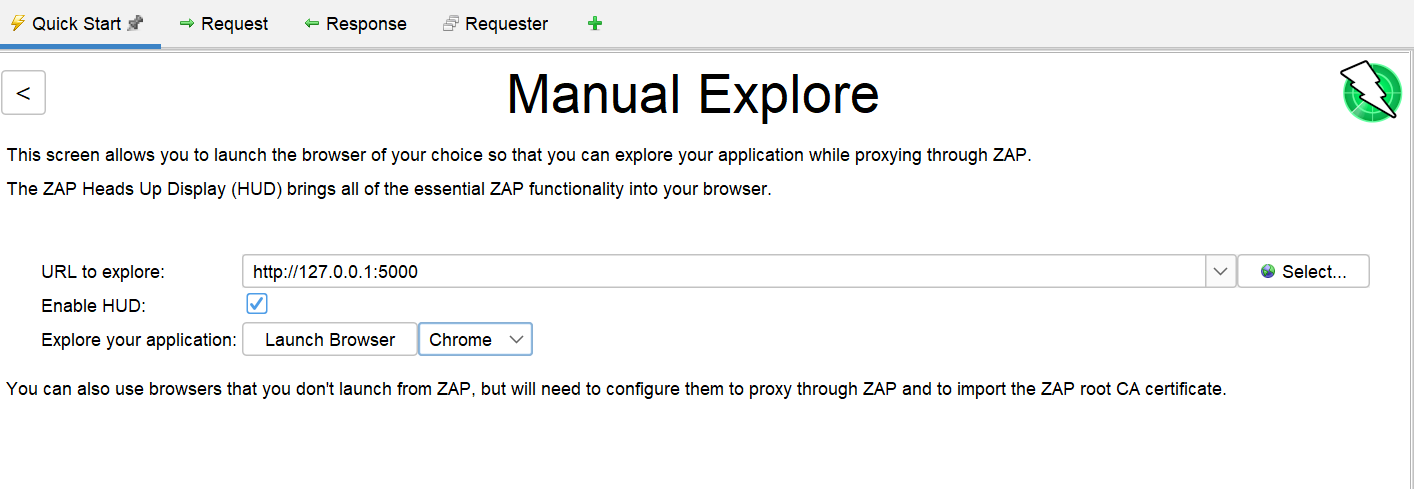 Quick Start Request Response Requester
< Manual Explore
This screen allows you to launch the browser of your choice so that you can explore your application while proxying through ZAP.
The ZAP Heads Up Display (HUD) brings all of the essential ZAP functionality into your browser.
URL to explore: http://127.0.0.1:5000 Select...
Enable HUD:
Explore your application: Launch Browser Chrome
You can also use browsers that you don't launch from ZAP, but will need to configure them to proxy through ZAP and to import the ZAP root CA certificate.